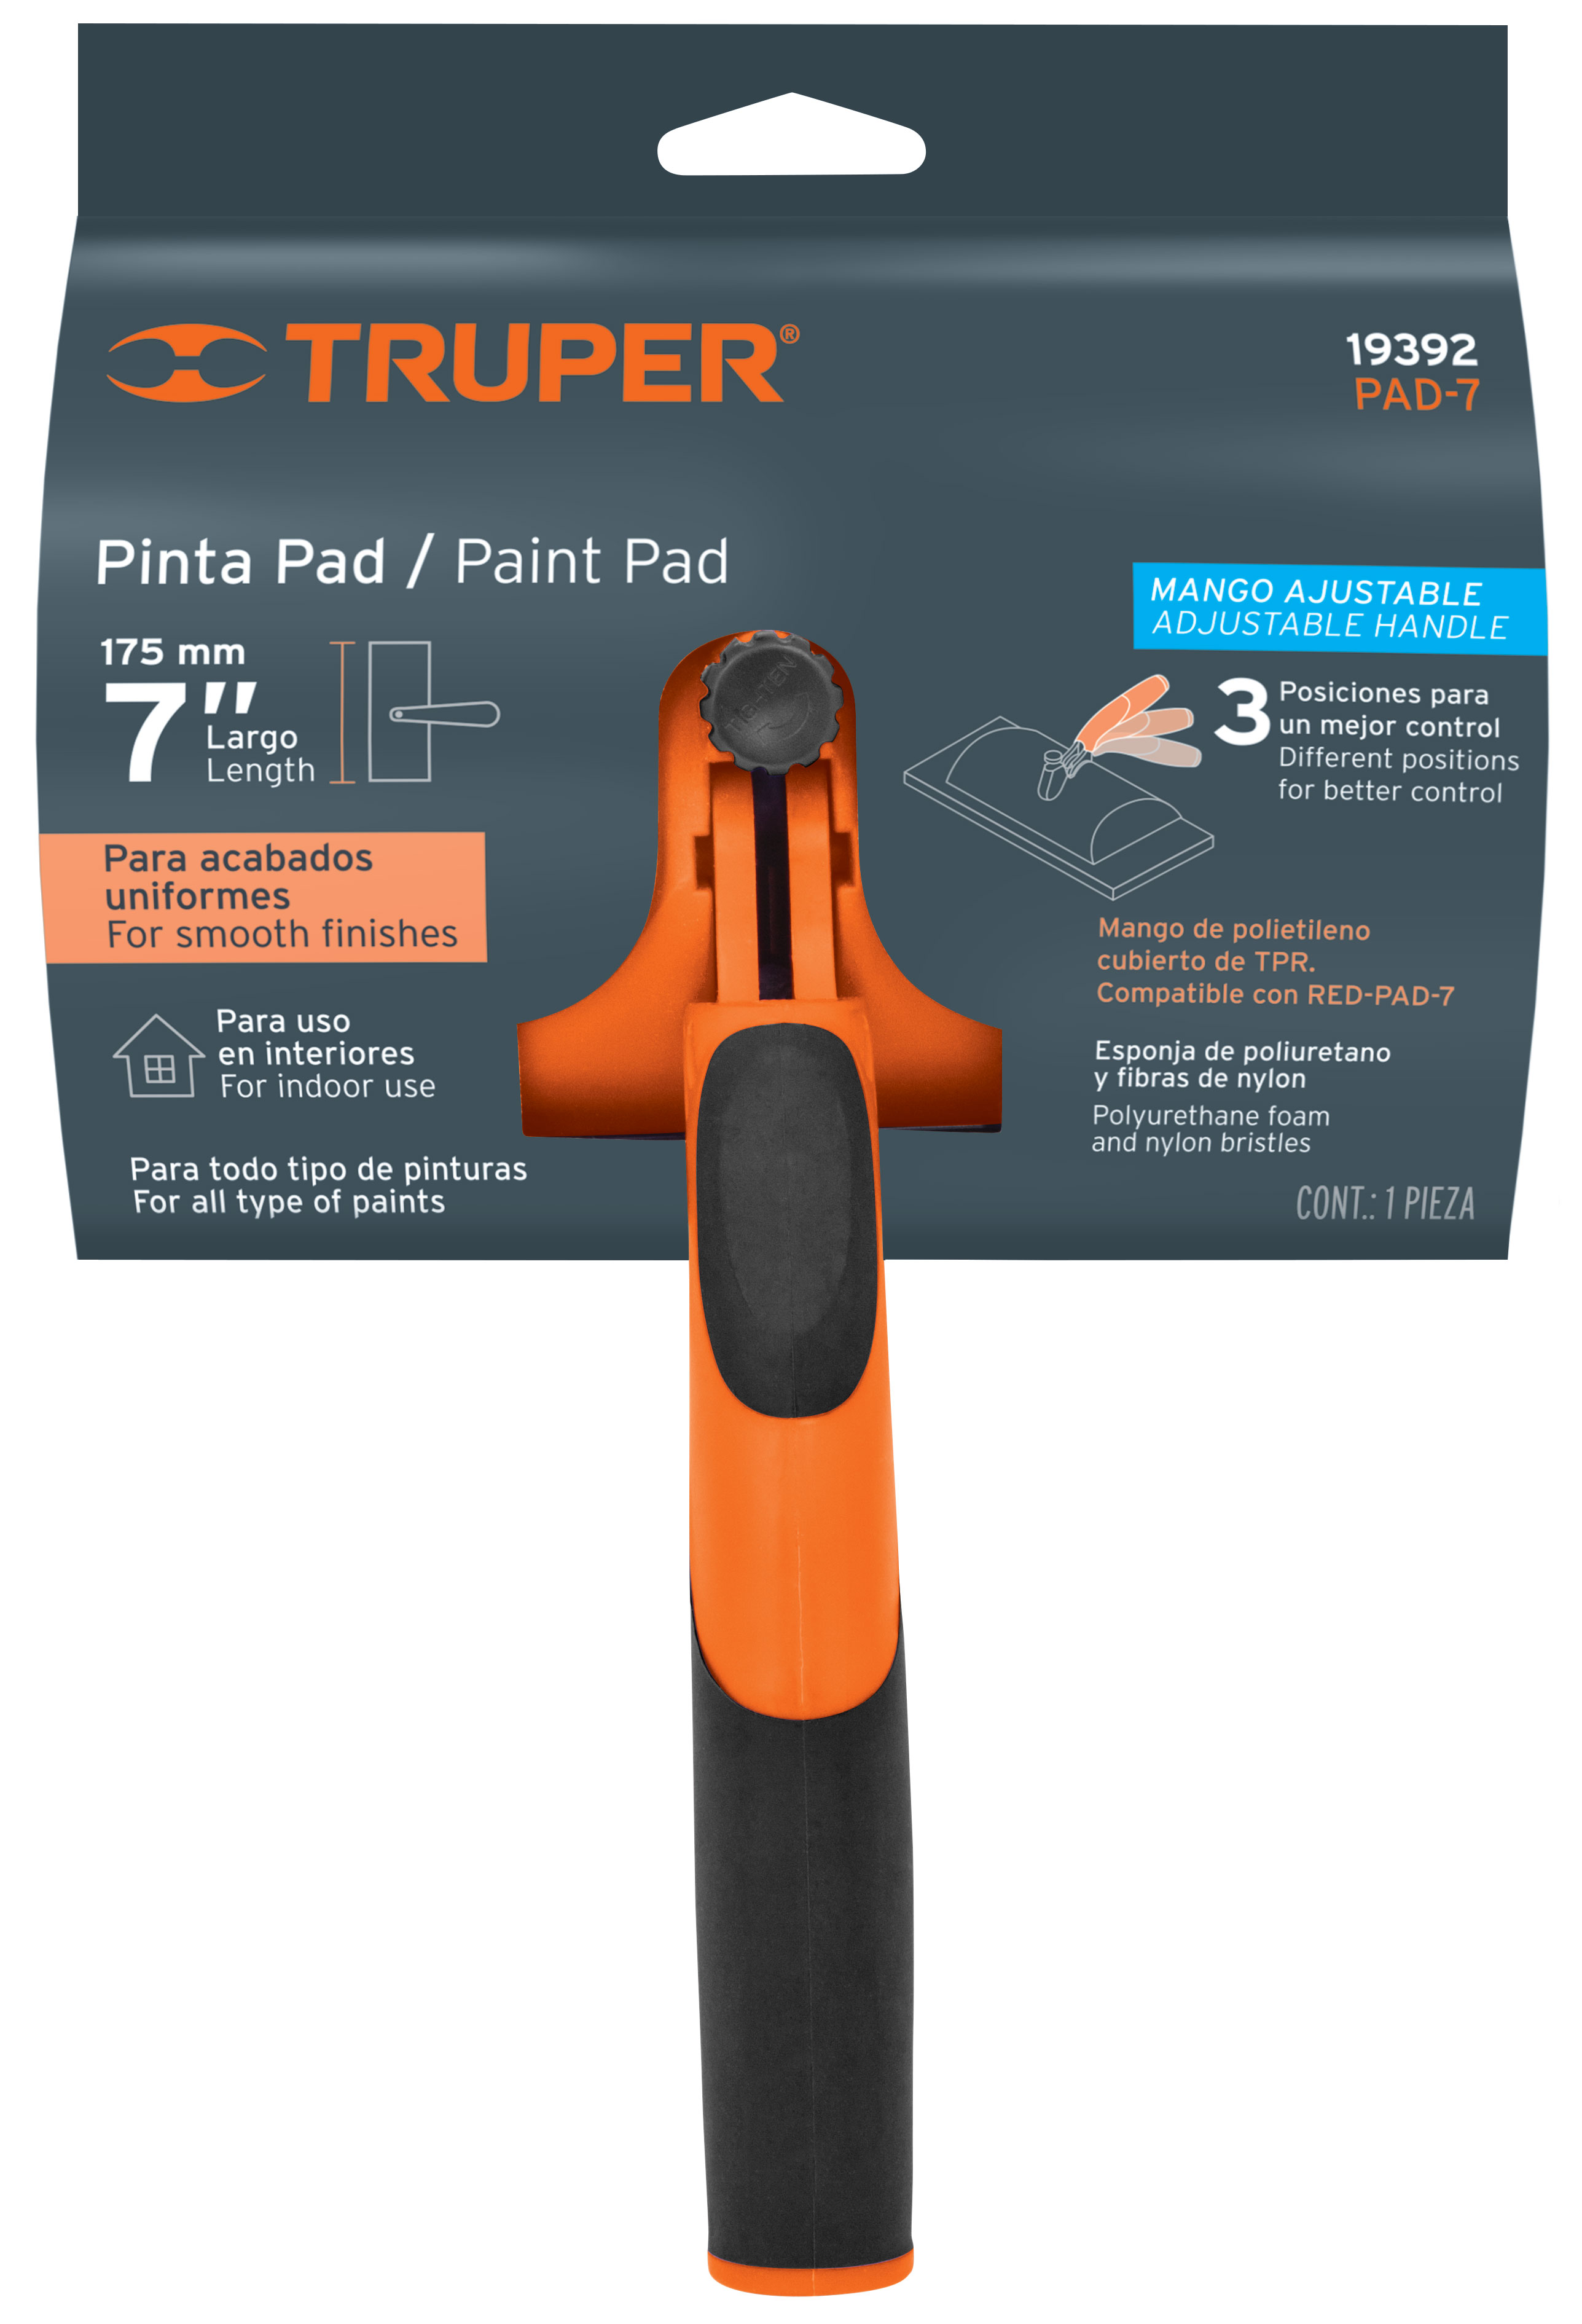 TRUPER®
19392
PAD-7
Pinta Pad / Paint Pad
175 mm
7"
Largo
Length
Para acabados
uniformes
For smooth finishes
Para uso
en interiores
For indoor use
Para todo tipo de pinturas
For all type of paints
MANGO AJUSTABLE
ADJUSTABLE HANDLE
3
Posiciones para
un mejor control
Different positions
for better control
Mango de polietileno
cubierto de TPR.
Compatible con RED-PAD-7
Esponja de poliuretano
y fibras de nylon
Polyurethane foam
and nylon bristles
CONT.: 1 PIEZA